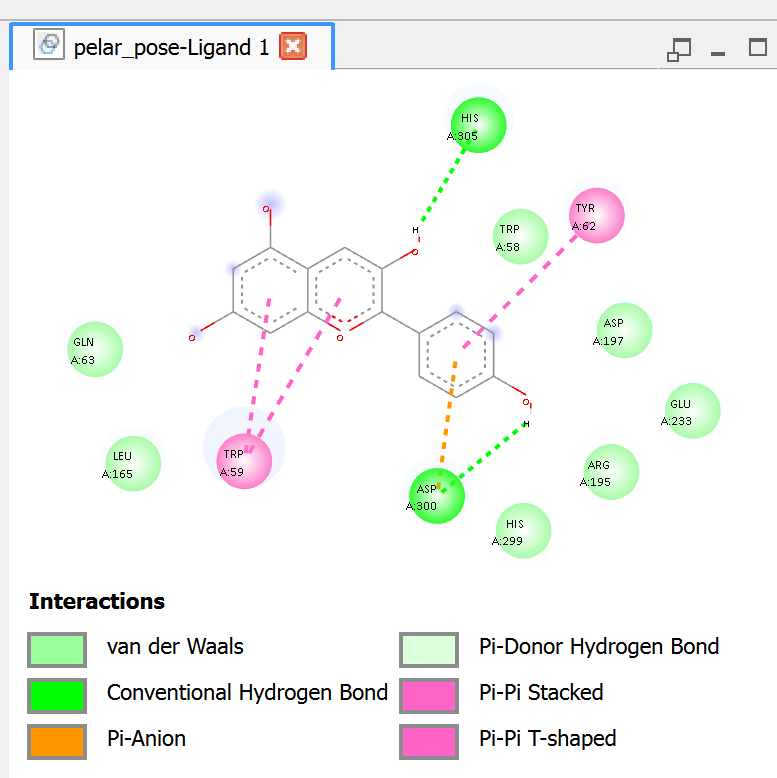 pelar_pose-Ligand 1
HIS
A:305
TYR
A:62
TRP
A:58
O
H
O
O
O
ASP
A:197
GLN
A:63
GLU
A:233
O
H
TRP
A:59
LEU
A:165
ARG
A:195
ASP
A:300
HIS
A:299
Interactions
van der Waals
Pi-Donor Hydrogen Bond
Conventional Hydrogen Bond
Pi-Pi Stacked
Pi-Anion
Pi-Pi T-shaped